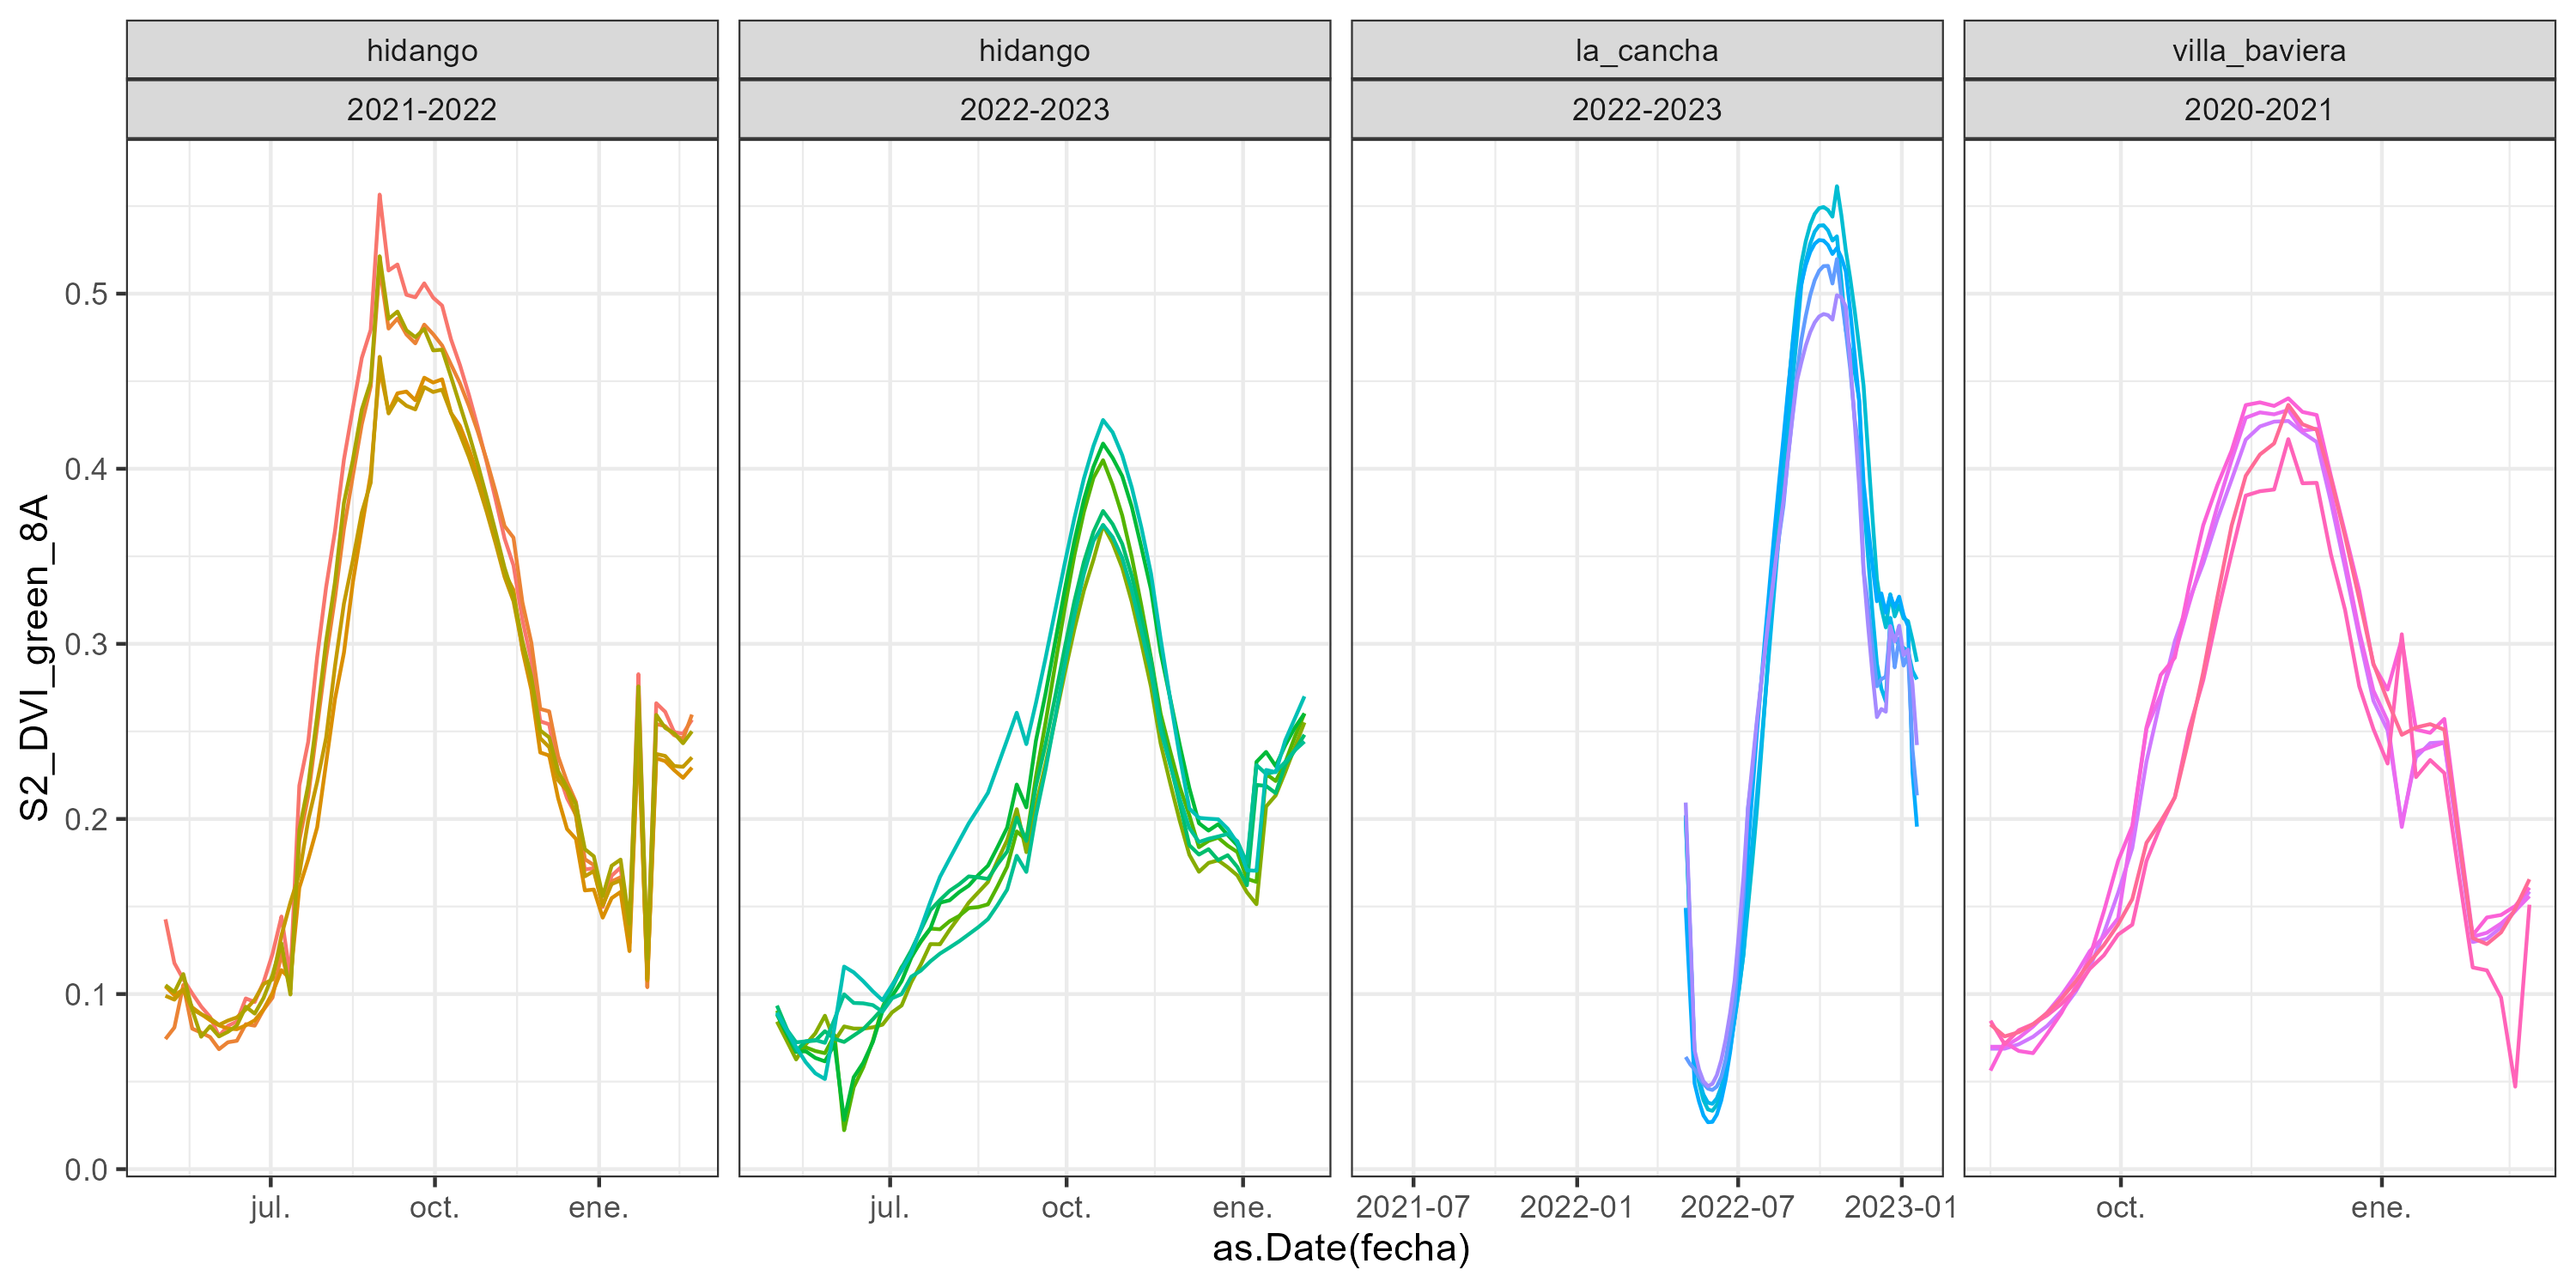 hidango
hidango
la_cancha
villa_baviera
2021-2022
2022-2023
2022-2023
2020-2021
S2_DVI_green_8A
0.5
0.4
0.3
0.2
0.1
0.0
jul.
oct.
ene.
jul.
oct.
ene.
2021-07
2022-01
2022-07
2023-01
oct.
ene.
as.Date(fecha)